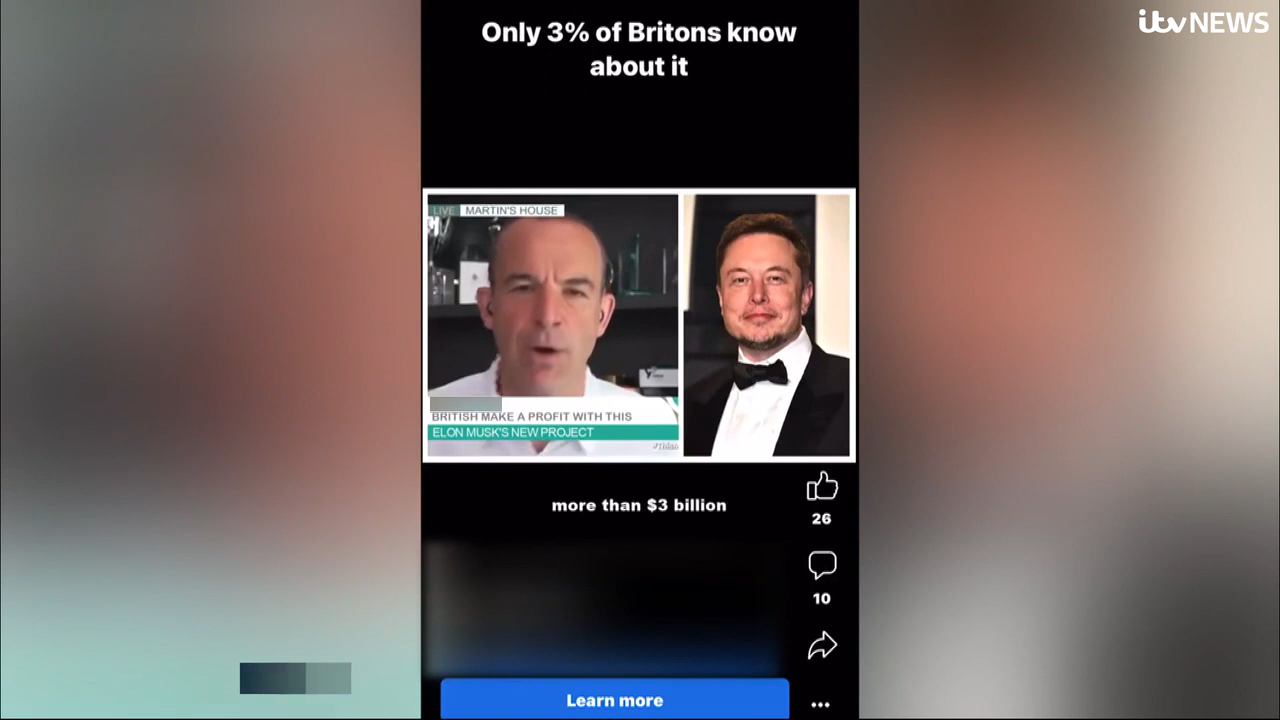 Only 3% of Britons know
about it
itv NEWS
LIVE MARTIN'S HOUSE
BRITISH MAKE A PROFIT WITH THIS
ELON MUSK'S NEW PROJECT
more than $3 billion
26
10
Learn more